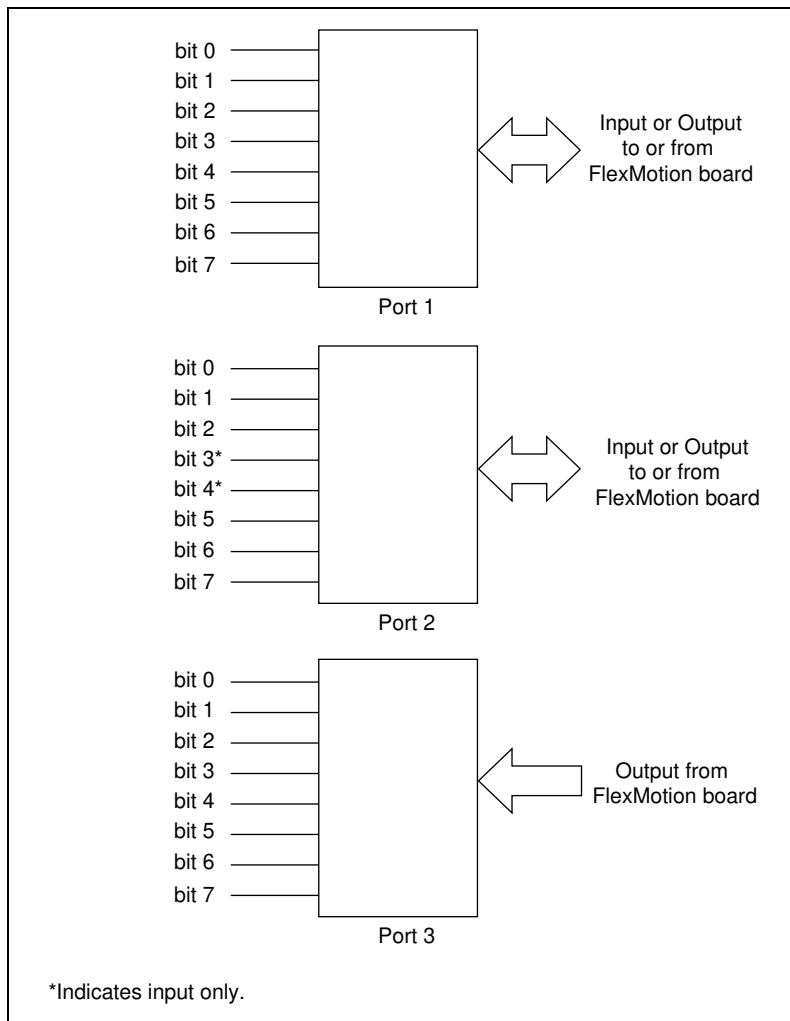 bit 0
bit 1
bit 2
bit 3
bit 4
bit 5
bit 6
bit 7
Input or Output
to or from
FlexMotion board
Port 1
bit 0
bit 1
bit 2
bit 3*
bit 4*
bit 5
bit 6
bit 7
Input or Output
to or from
FlexMotion board
Port 2
bit 0
bit 1
bit 2
bit 3
bit 4
bit 5
bit 6
bit 7
Output from
FlexMotion board
Port 3
*Indicates input only.